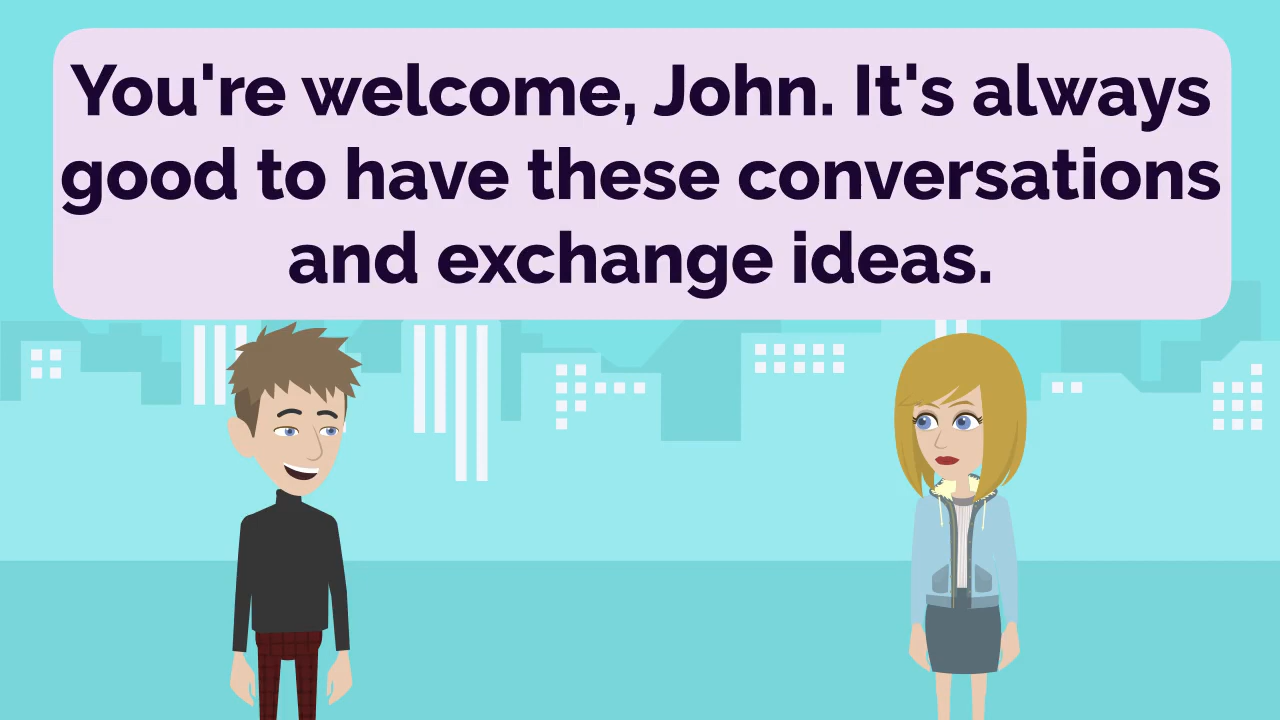 You're welcome, John. It's always
good to have these conversations
and exchange ideas.